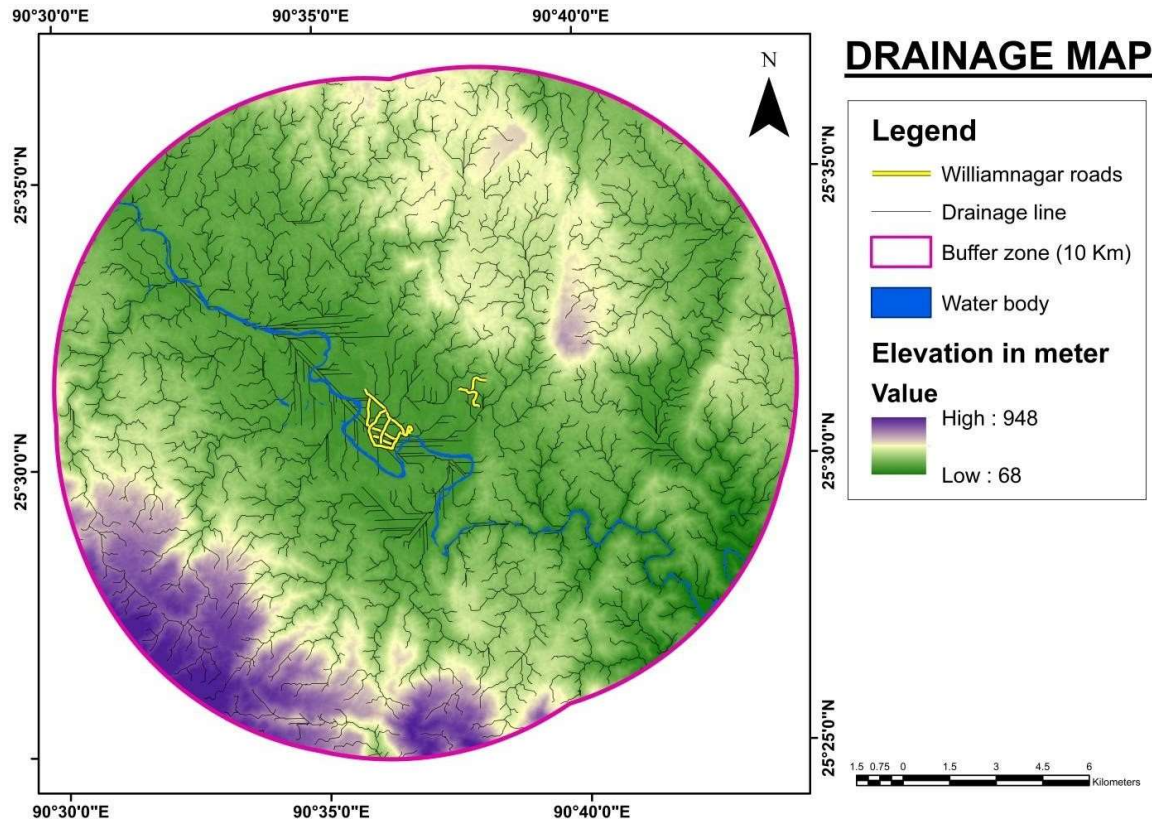 90°30'0"E 90°35'0"E 90°40'0"E
DRAINAGE MAP
N
Legend
Williamnagar roads
Drainage line
Buffer zone (10 Km)
Water body
Elevation in meter
Value
High : 948
Low : 68
25°35'0"N
25°30'0"N
25°35'0"N
25°30'0"N
25°25'0"N
1.5 0.75 0 1.5 3 4.5 6
Kilometers
90°30'0"E 90°35'0"E 90°40'0"E